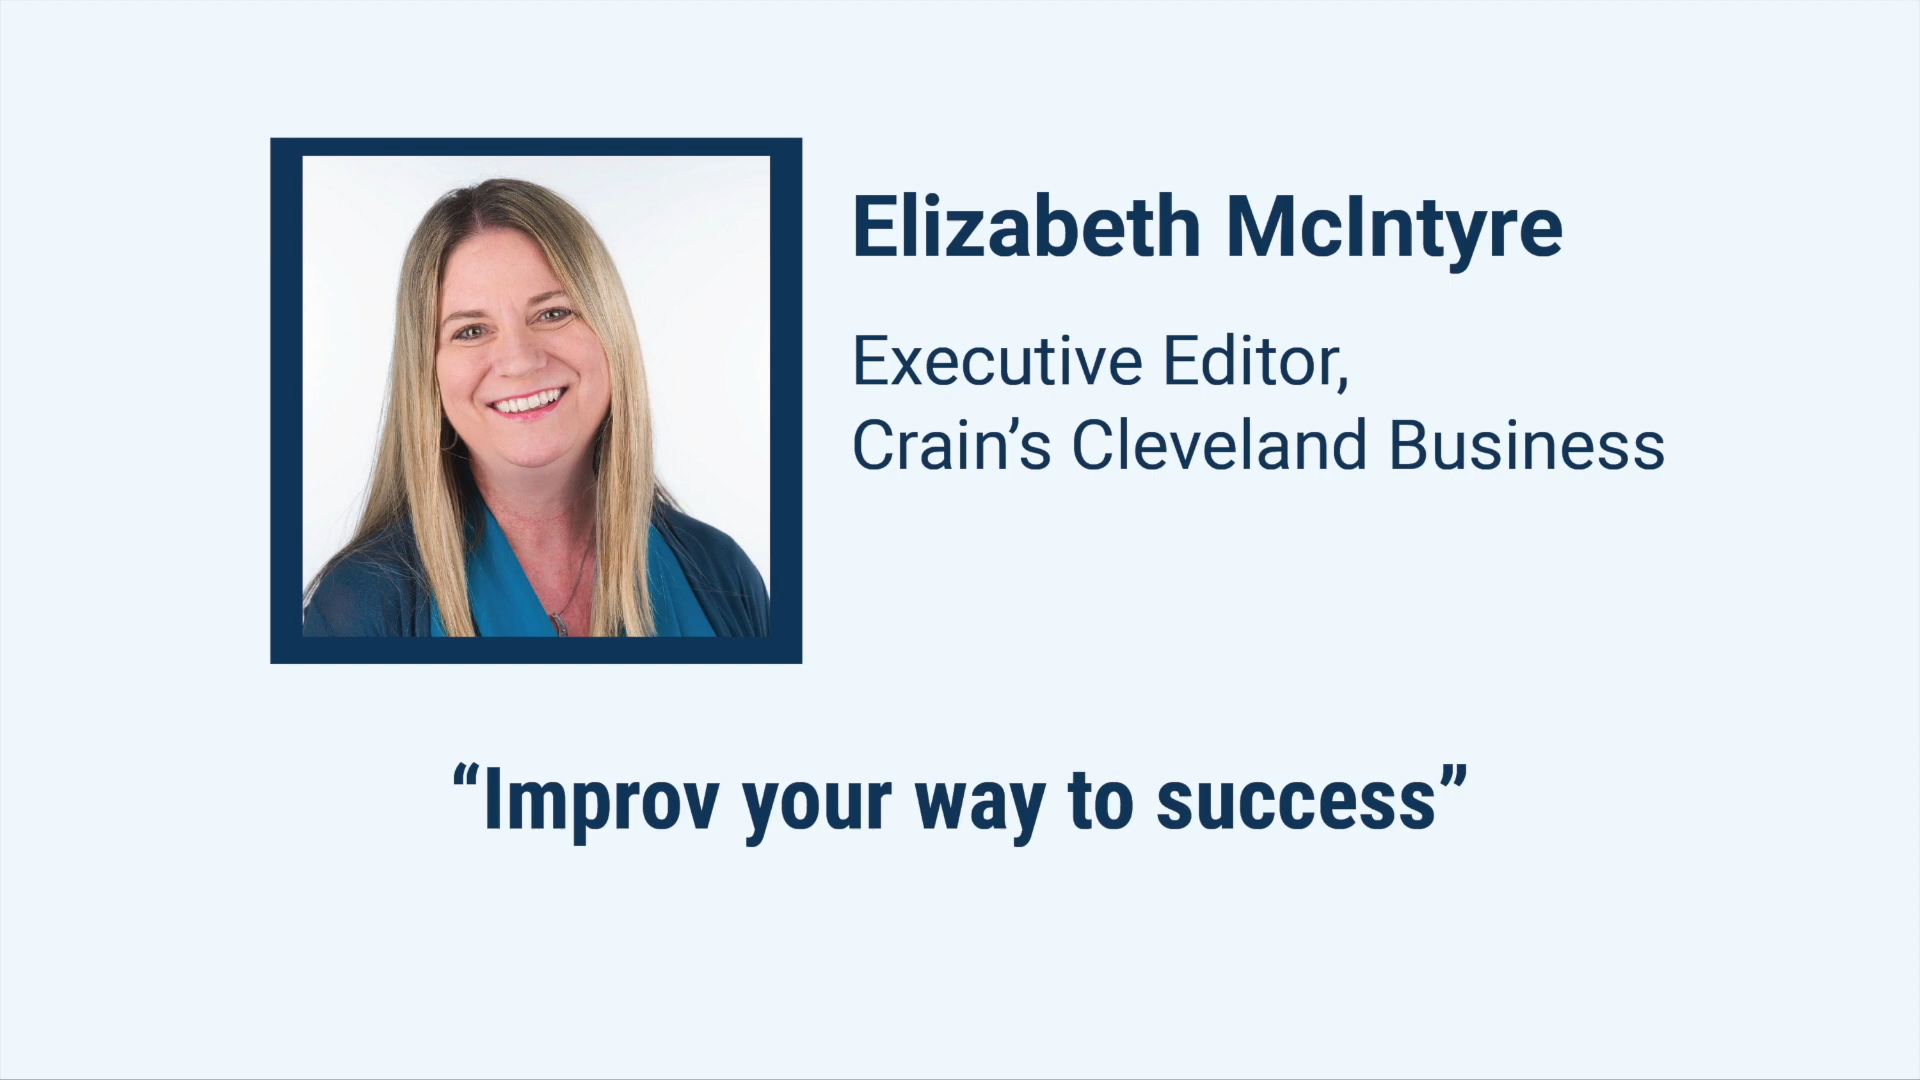 Elizabeth McIntyre
Executive Editor,
Crain’s Cleveland Business
“Improv your way to success”